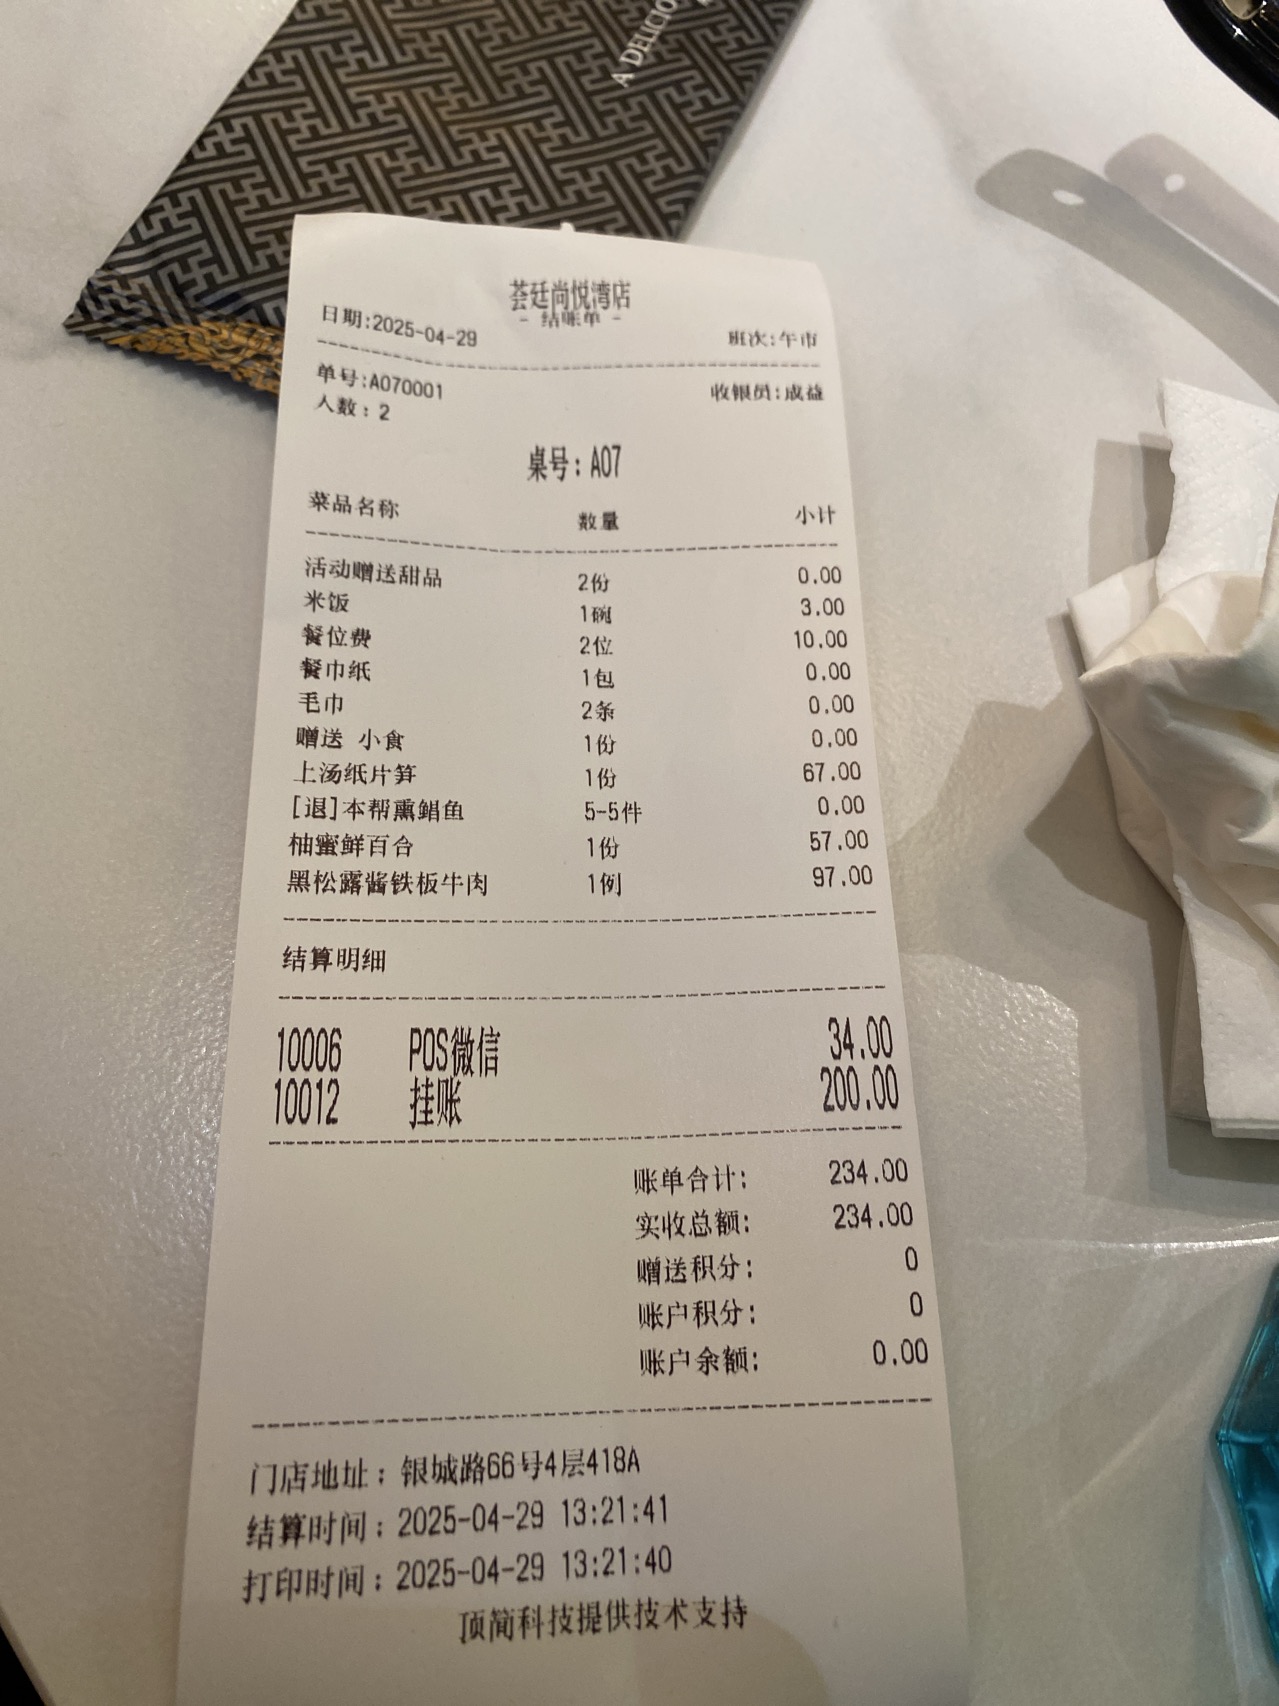 A DELICIO
荟廷尚悦湾店
- 结账单 -
日期:2025-04-29 班次:午市
单号:A070001 收银员:成益
人数: 2
桌号: A07
菜品名称 数量 小计
活动赠送甜品 2份 0.00
米饭 1碗 3.00
餐位费 2位 10.00
餐巾纸 1包 0.00
毛巾 2条 0.00
赠送 小食 1份 0.00
上汤纸片笋 1份 67.00
[退]本帮熏鲳鱼 5-5件 0.00
柚蜜鲜百合 1份 57.00
黑松露酱铁板牛肉 1例 97.00
结算明细
10006 POS微信 34.00
10012 挂账 200.00
账单合计: 234.00
实收总额: 234.00
赠送积分: 0
账户积分: 0
账户余额: 0.00
门店地址: 银城路66号4层418A
结算时间: 2025-04-29 13:21:41
打印时间: 2025-04-29 13:21:40
顶简科技提供技术支持